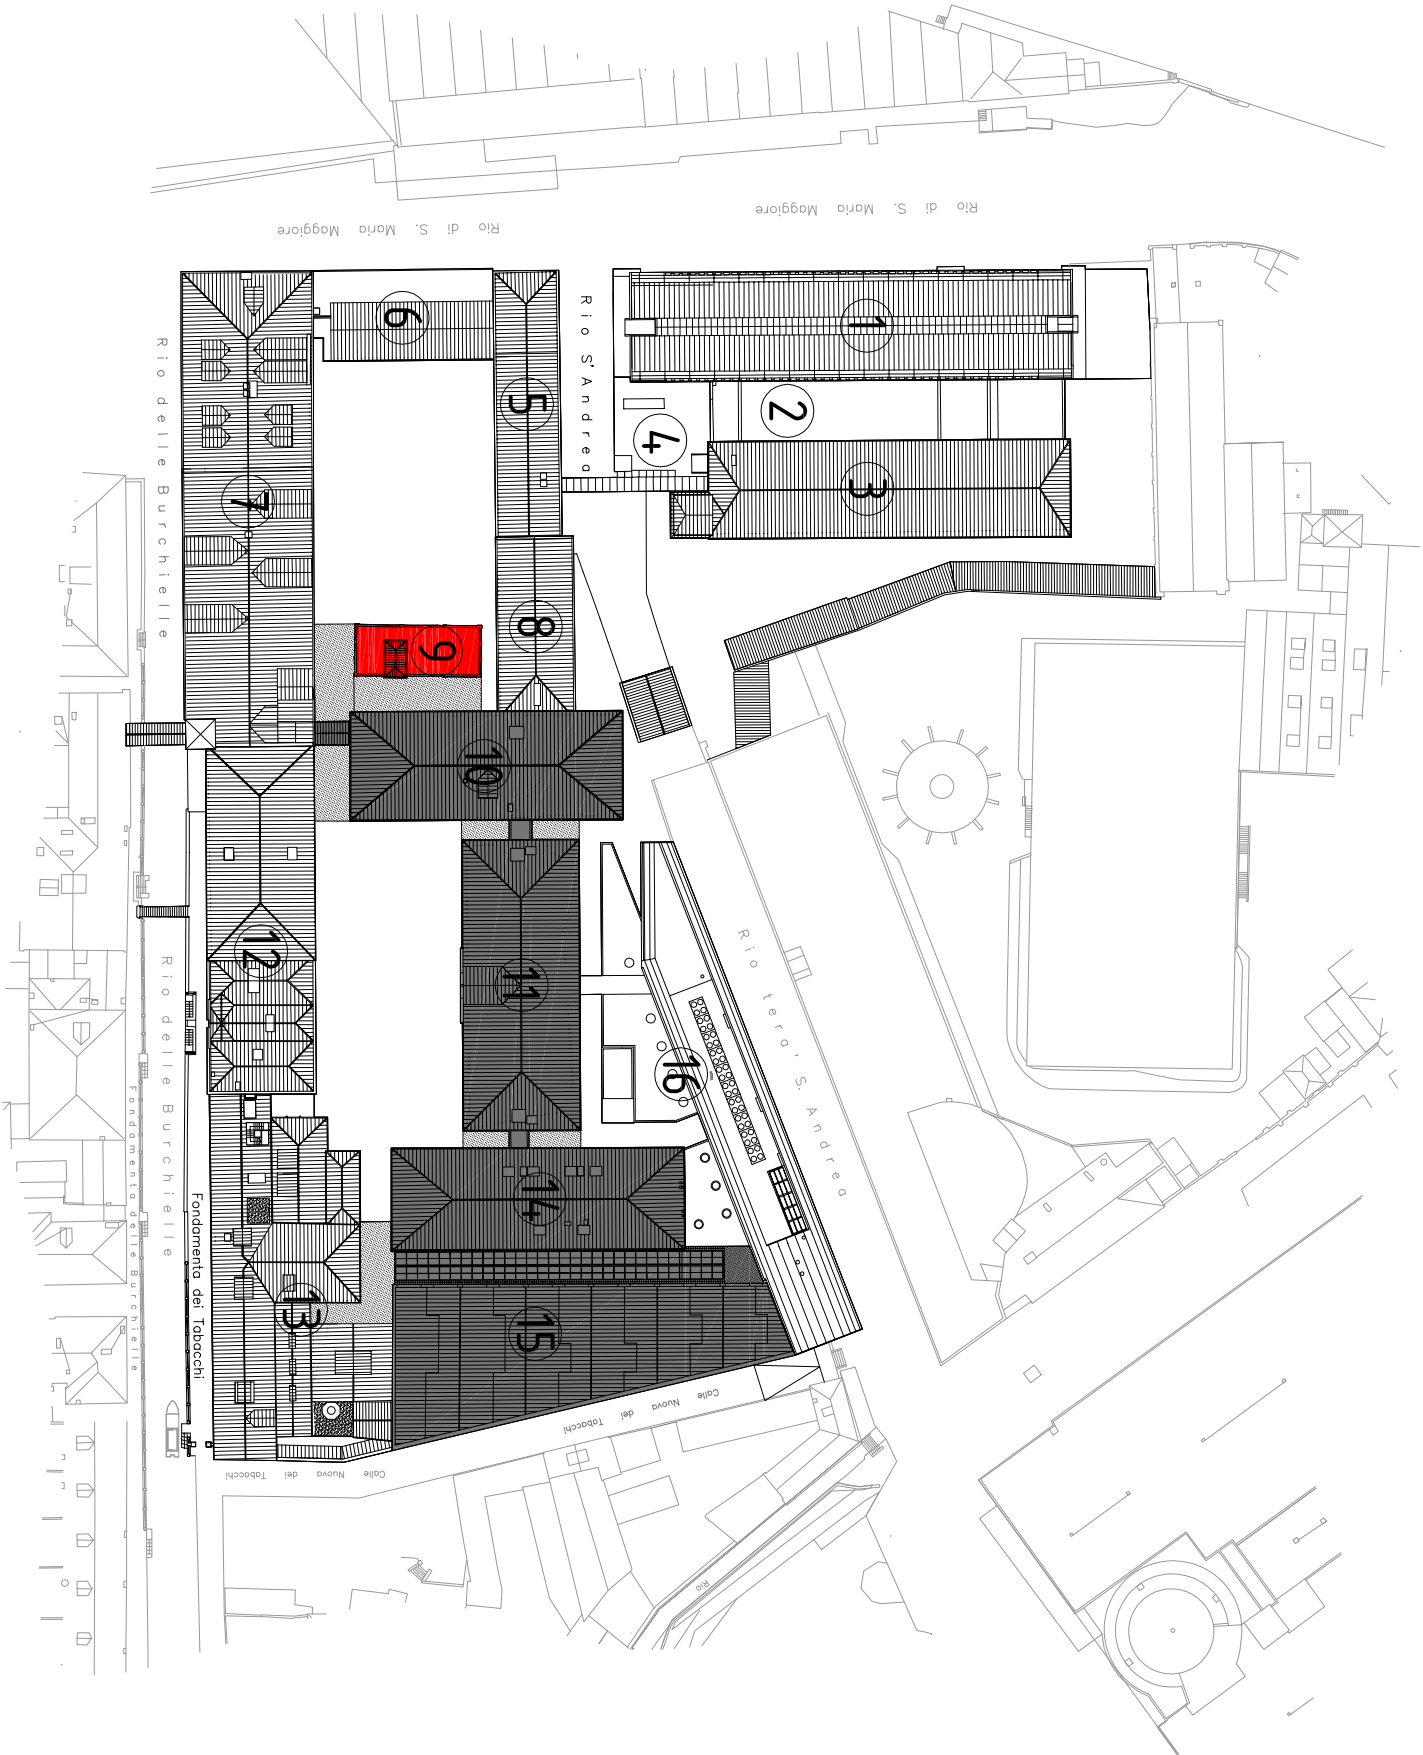 Rio di S. Maria Maggiore
Rio di S. Maria Maggiore
6
5
Rio S'Andrea
1
2
4
3
Rio delle Burchielle
7
8
9
10
11
12
Rio delle Burchielle
Fondamenta delle Burchielle
Fondamenta dei Tabacchi
16
Rio tera' S. Andrea
14
13
15
Calle Nuova dei Tabacchi
Calle Nuova dei Tabacchi
Rio